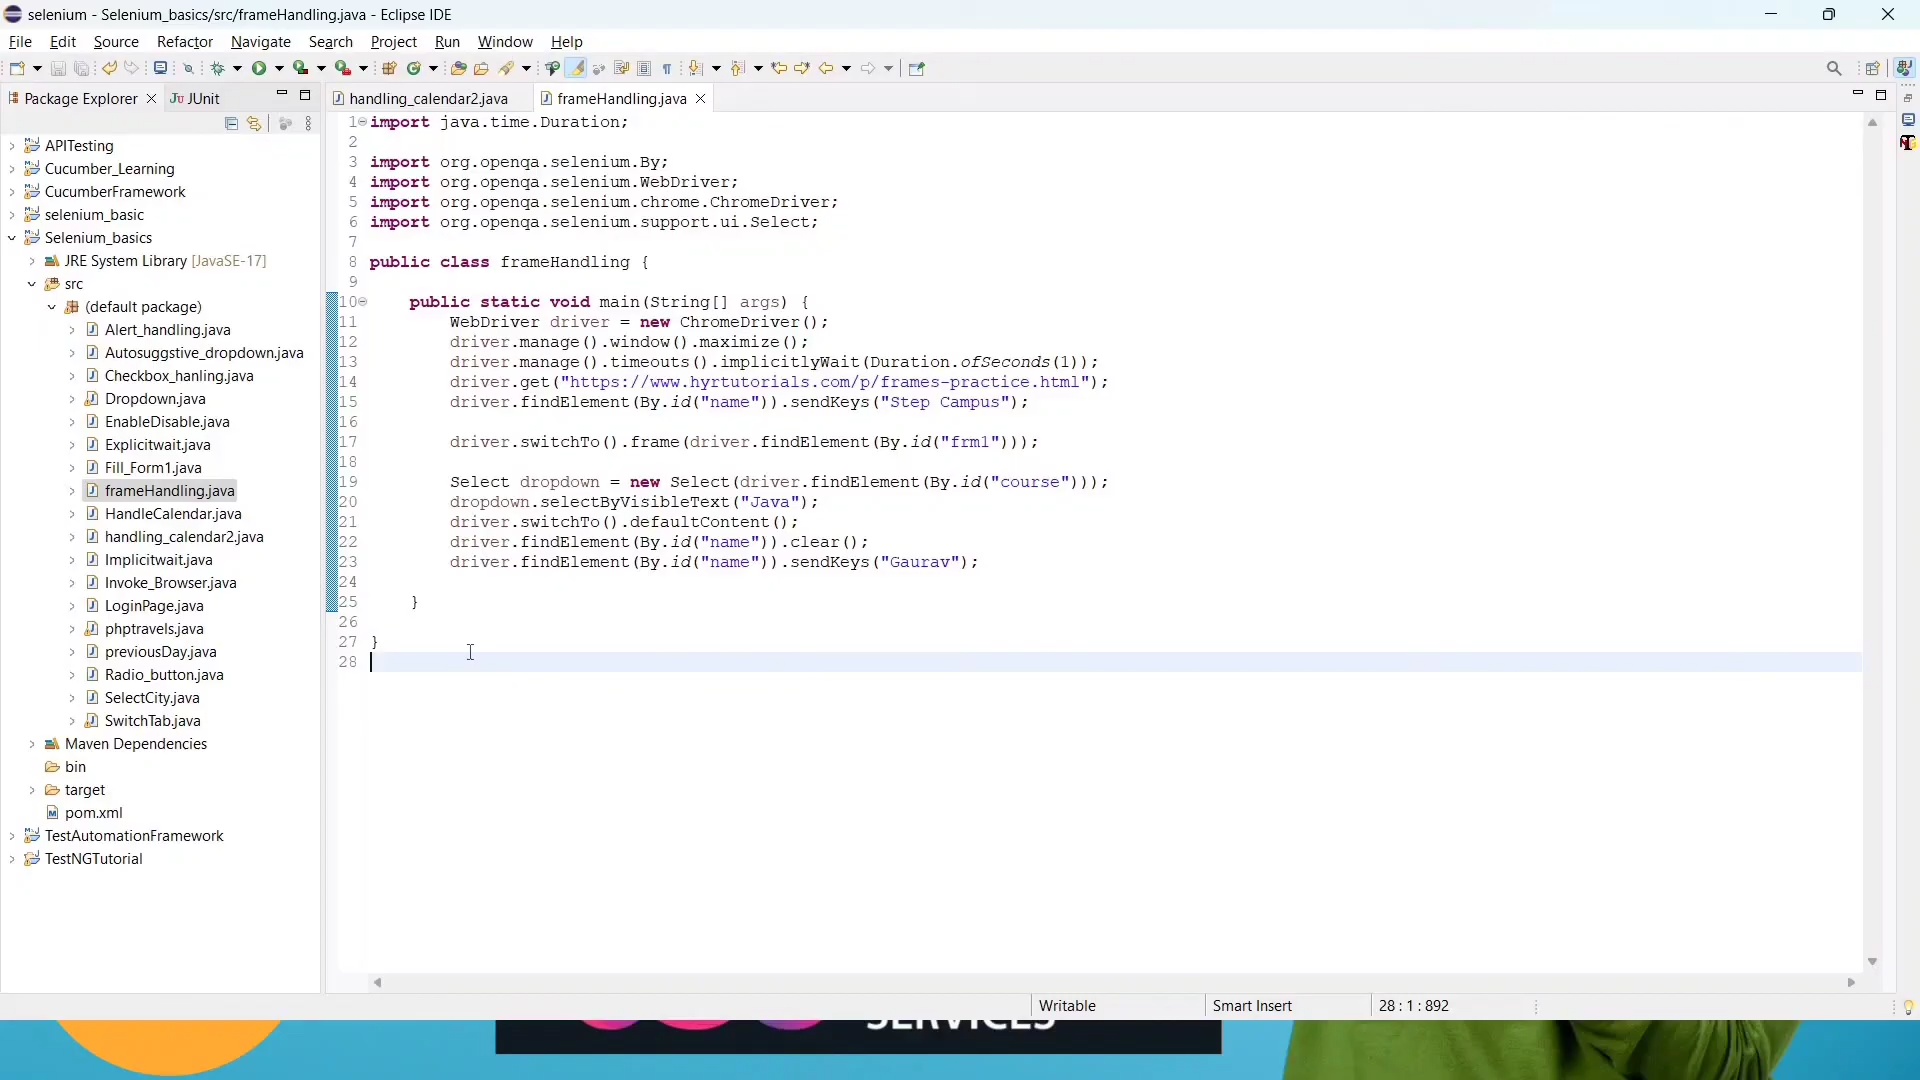 selenium - Selenium_basics/src/frameHandling.java - Eclipse IDE
File Edit Source Refactor Navigate Search Project Run Window Help
Package Explorer JUnit
handling_calendar2.java frameHandling.java
APITesting
Cucumber_Learning
CucumberFramework
selenium_basic
Selenium_basics
JRE System Library [JavaSE-17]
src
(default package)
Alert_handling.java
Autosuggstive_dropdown.java
Checkbox_hanling.java
Dropdown.java
EnableDisable.java
Explicitwait.java
Fill_Form1.java
frameHandling.java
HandleCalendar.java
handling_calendar2.java
Implicitwait.java
Invoke_Browser.java
LoginPage.java
phptravels.java
previousDay.java
Radio_button.java
SelectCity.java
SwitchTab.java
Maven Dependencies
bin
target
pom.xml
TestAutomationFramework
TestNGTutorial
1 import java.time.Duration;
2
3 import org.openqa.selenium.By;
4 import org.openqa.selenium.WebDriver;
5 import org.openqa.selenium.chrome.ChromeDriver;
6 import org.openqa.selenium.support.ui.Select;
7
8 public class frameHandling {
9
10 public static void main(String[] args) {
11 WebDriver driver = new ChromeDriver();
12 driver.manage().window().maximize();
13 driver.manage().timeouts().implicitlyWait(Duration.ofSeconds(1));
14 driver.get("https://www.hyrtutorials.com/p/frames-practice.html");
15 driver.findElement(By.id("name")).sendKeys("Step Campus");
16
17 driver.switchTo().frame(driver.findElement(By.id("frm1")));
18
19 Select dropdown = new Select(driver.findElement(By.id("course")));
20 dropdown.selectByVisibleText("Java");
21 driver.switchTo().defaultContent();
22 driver.findElement(By.id("name")).clear();
23 driver.findElement(By.id("name")).sendKeys("Gaurav");
24
25 }
26
27 }
28
Writable Smart Insert 28 : 1 : 892
SERVICES